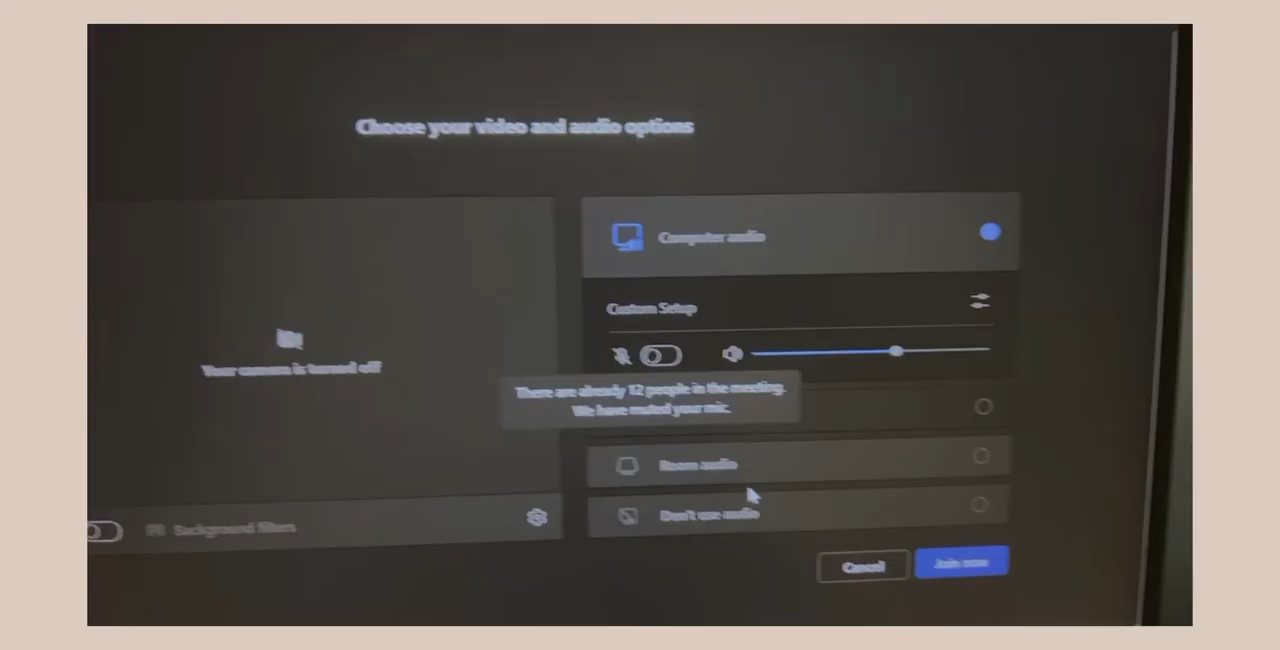 Choose your video and audio options
Computer audio
Custom Setup
Your camera is turned off
There are already 12 people in the meeting.
We have muted your mic.
Room audio
Don't use audio
Background filters
Cancel
Join now